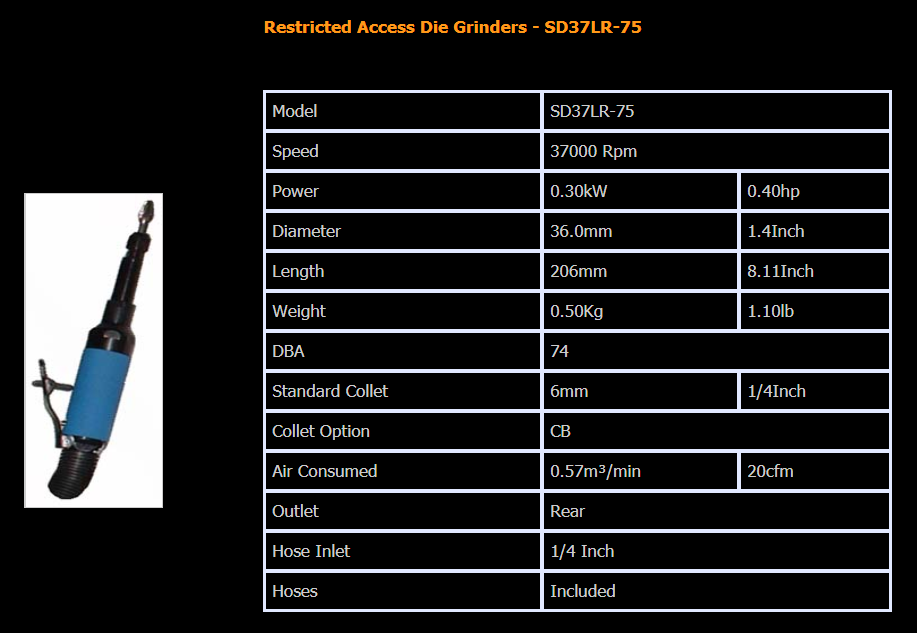 Restricted Access Die Grinders - SD37LR-75
Model SD37LR-75
Speed 37000 Rpm
Power 0.30kW 0.40hp
Diameter 36.0mm 1.4Inch
Length 206mm 8.11Inch
Weight 0.50Kg 1.10lb
DBA 74
Standard Collet 6mm 1/4Inch
Collet Option CB
Air Consumed 0.57m³/min 20cfm
Outlet Rear
Hose Inlet 1/4 Inch
Hoses Included